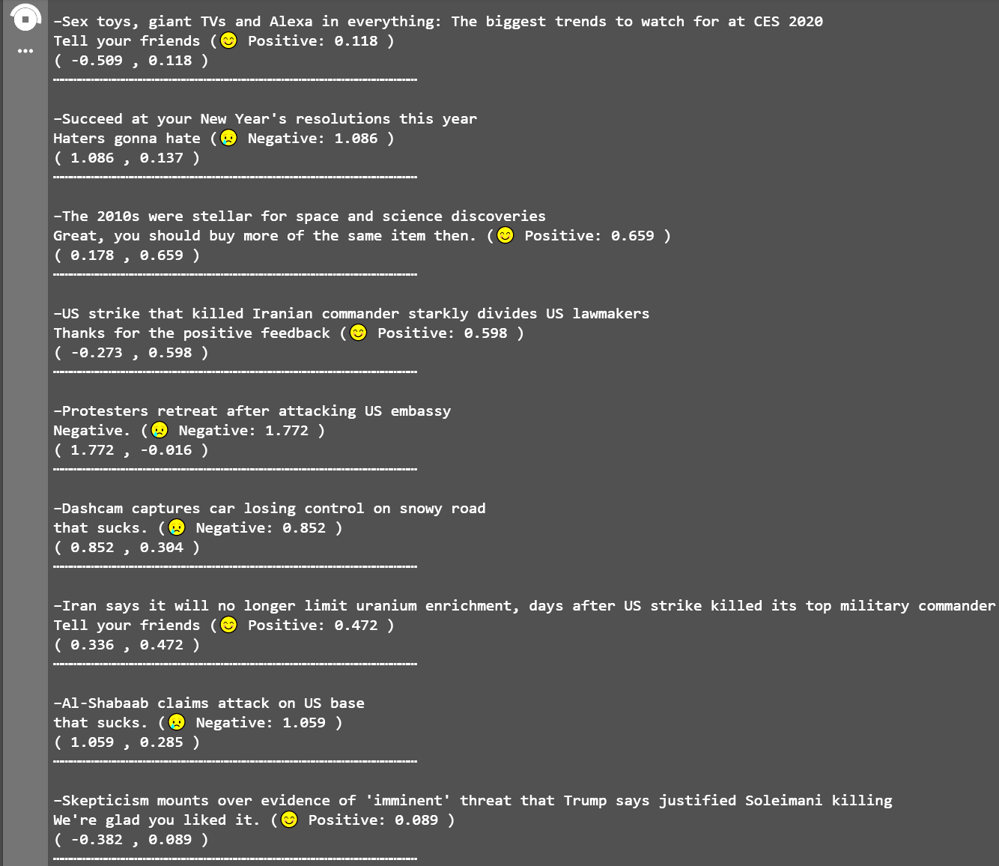 –Sex toys, giant TVs and Alexa in everything: The biggest trends to watch for at CES 2020
Tell your friends (😊 Positive: 0.118 )
( -0.509 , 0.118 )
--------------------------------------------------
–Succeed at your New Year's resolutions this year
Haters gonna hate (😢 Negative: 1.086 )
( 1.086 , 0.137 )
--------------------------------------------------
–The 2010s were stellar for space and science discoveries
Great, you should buy more of the same item then. (😊 Positive: 0.659 )
( 0.178 , 0.659 )
--------------------------------------------------
–US strike that killed Iranian commander starkly divides US lawmakers
Thanks for the positive feedback (😊 Positive: 0.598 )
( -0.273 , 0.598 )
--------------------------------------------------
–Protesters retreat after attacking US embassy
Negative. (😢 Negative: 1.772 )
( 1.772 , -0.016 )
--------------------------------------------------
–Dashcam captures car losing control on snowy road
that sucks. (😢 Negative: 0.852 )
( 0.852 , 0.304 )
--------------------------------------------------
–Iran says it will no longer limit uranium enrichment, days after US strike killed its top military commander
Tell your friends (😊 Positive: 0.472 )
( 0.336 , 0.472 )
--------------------------------------------------
–Al-Shabaab claims attack on US base
that sucks. (😢 Negative: 1.059 )
( 1.059 , 0.285 )
--------------------------------------------------
–Skepticism mounts over evidence of 'imminent' threat that Trump says justified Soleimani killing
We're glad you liked it. (😊 Positive: 0.089 )
( -0.382 , 0.089 )
--------------------------------------------------